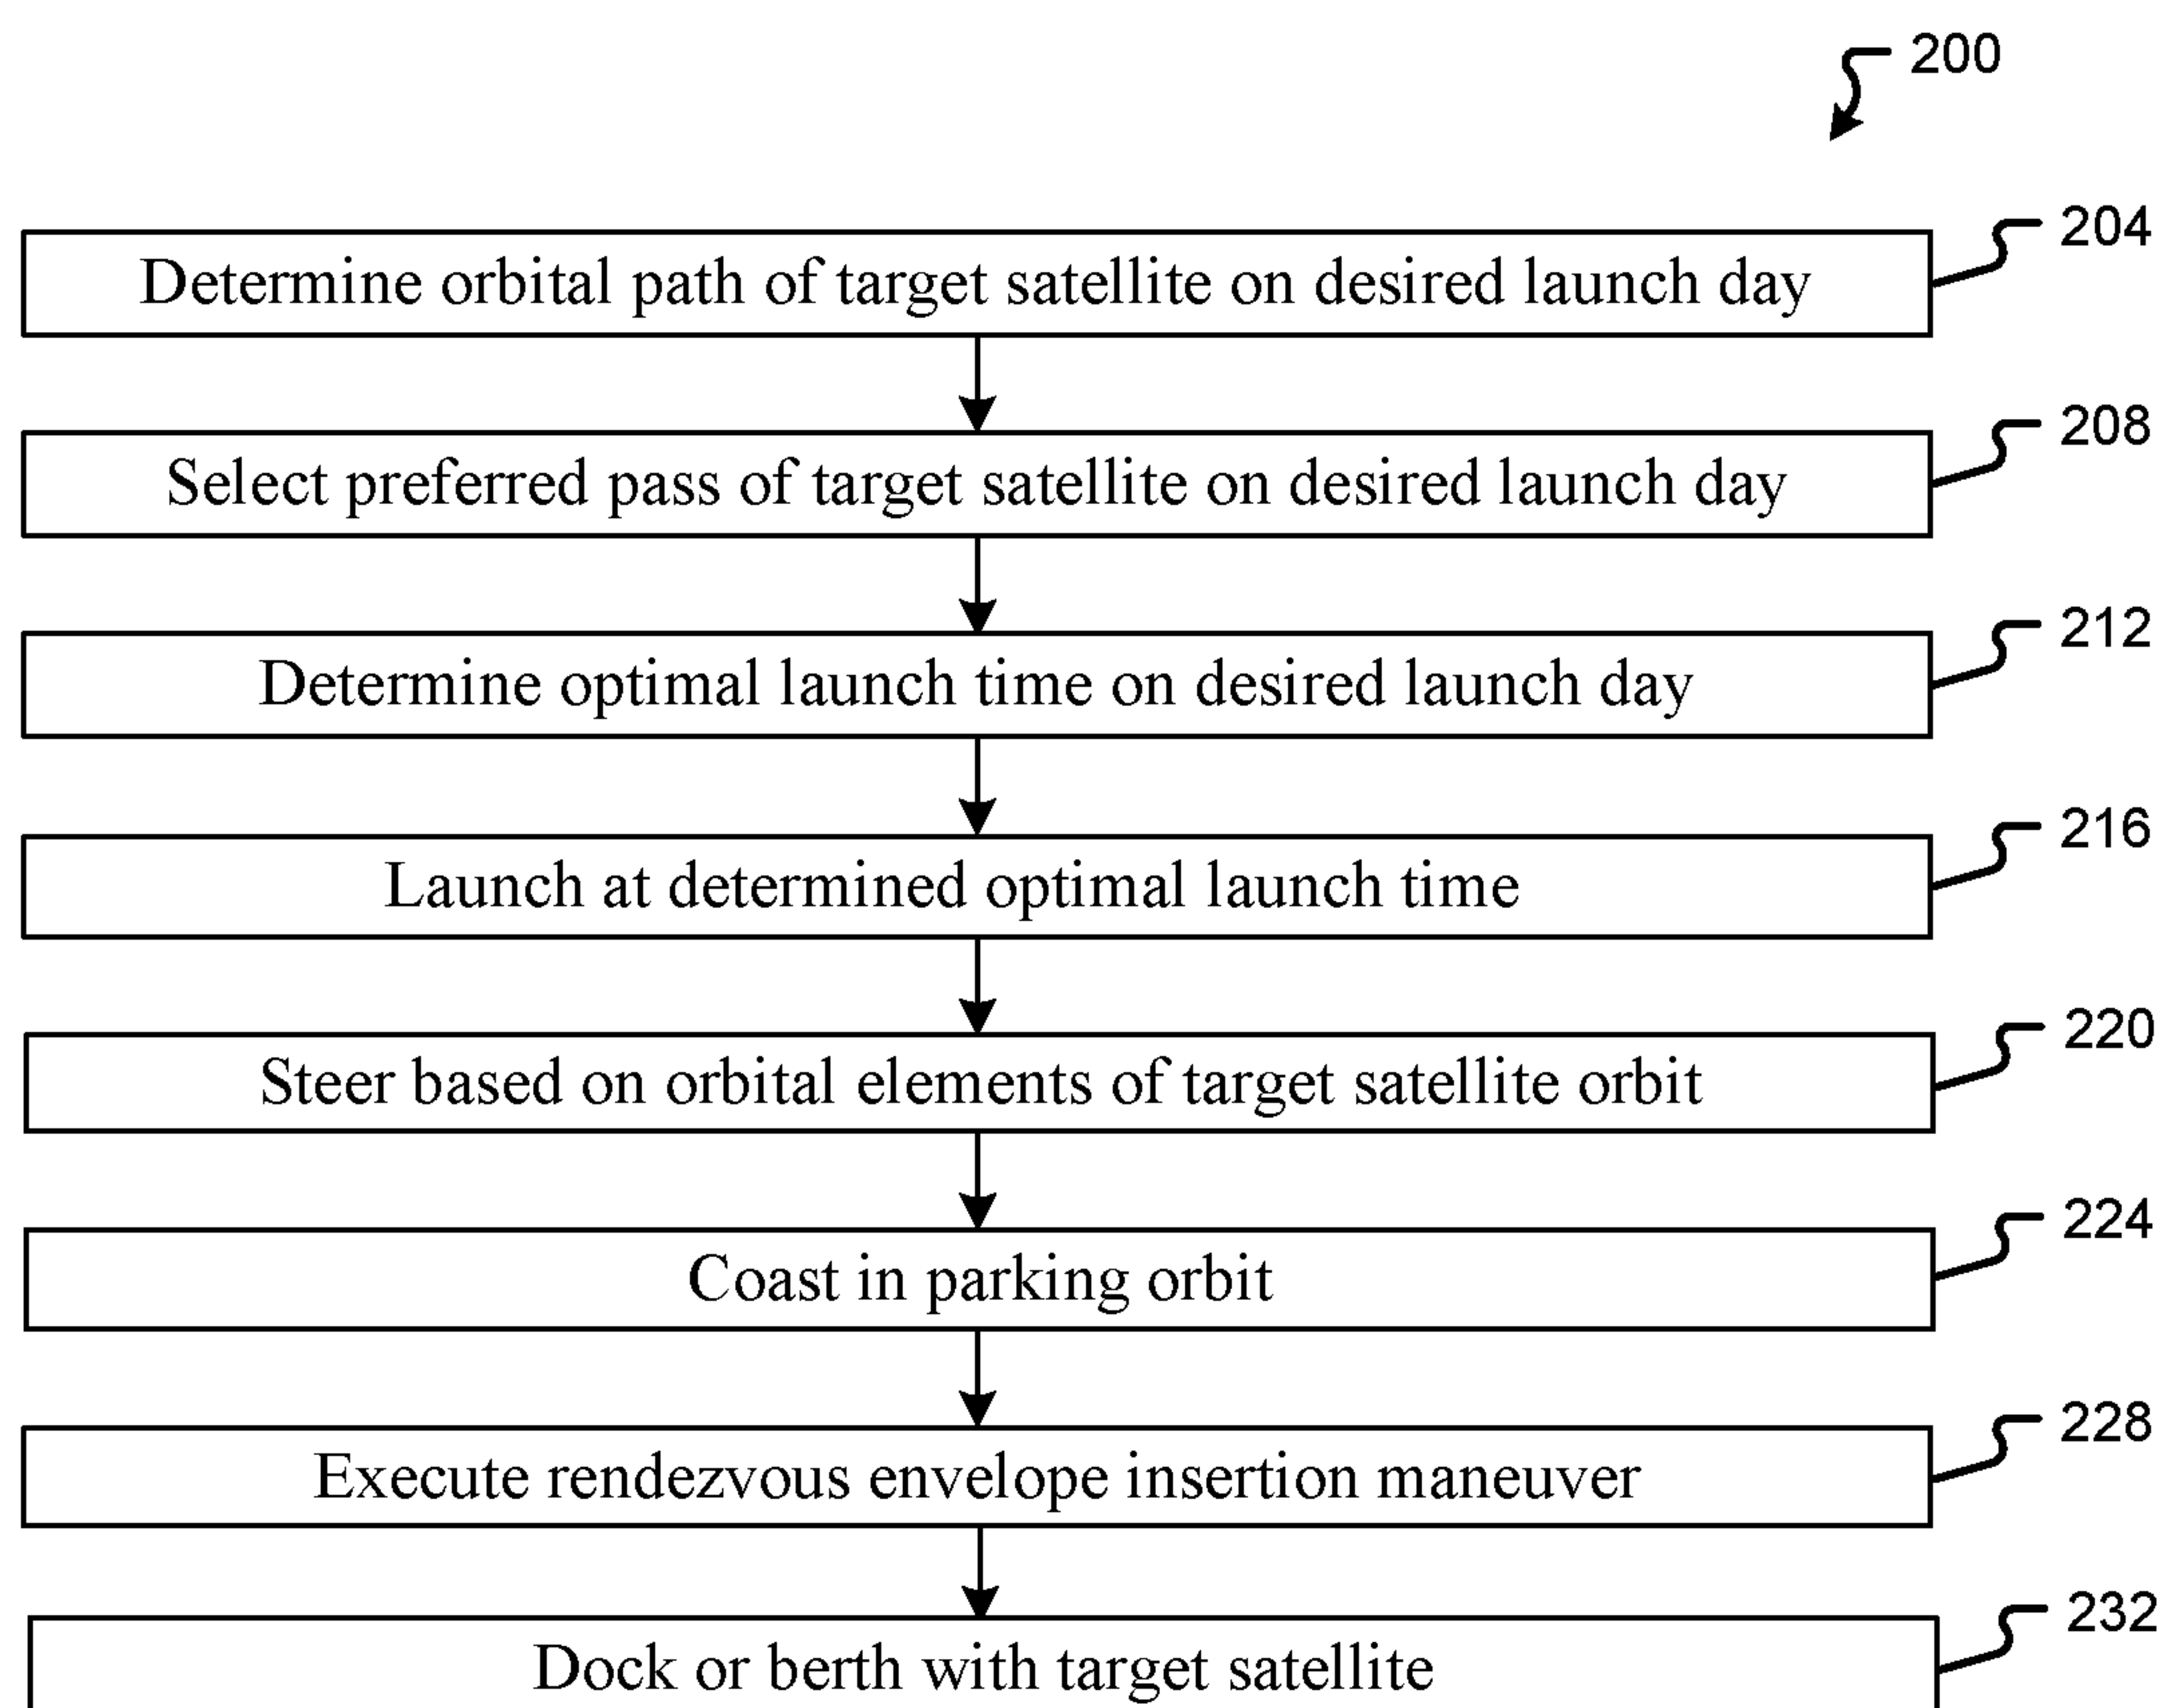 200
Determine orbital path of target satellite on desired launch day
204
Select preferred pass of target satellite on desired launch day
208
Determine optimal launch time on desired launch day
212
Launch at determined optimal launch time
216
Steer based on orbital elements of target satellite orbit
220
Coast in parking orbit
224
Execute rendezvous envelope insertion maneuver
228
Dock or berth with target satellite
232